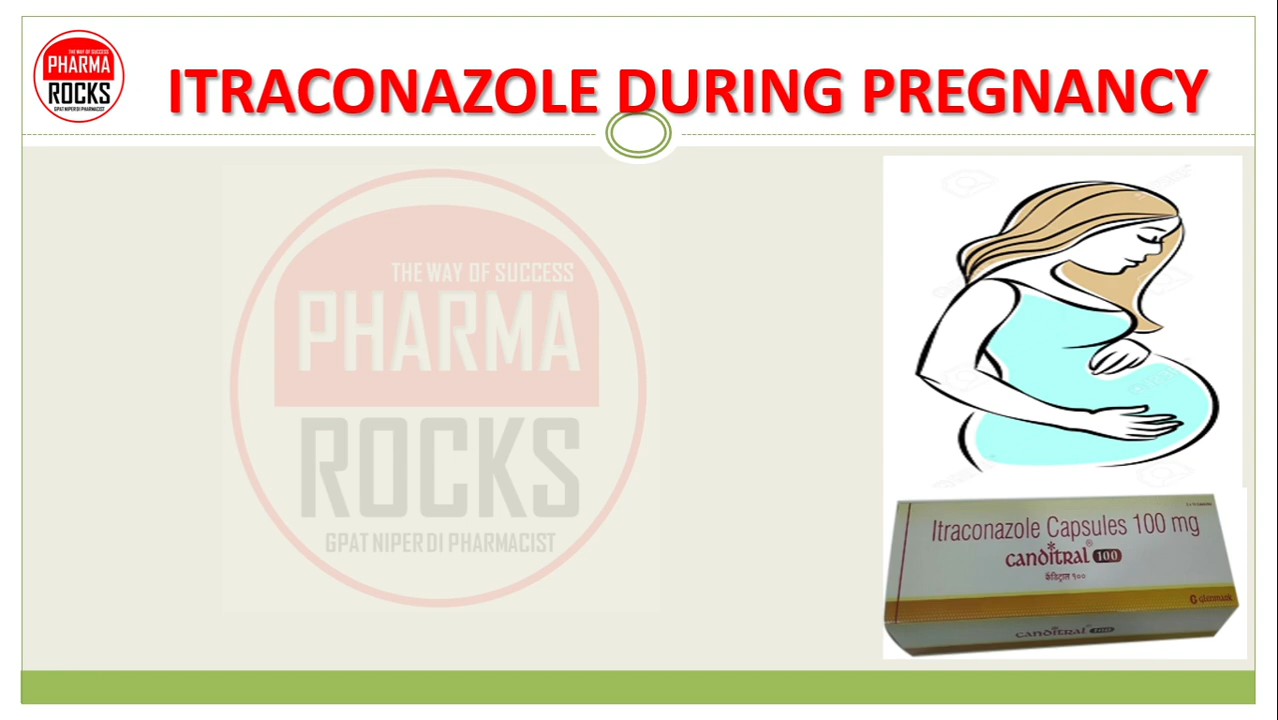 THE WAY OF SUCCESS
PHARMA
ROCKS
GPAT NIPER DI PHARMACIST
ITRACONAZOLE DURING PREGNANCY
THE WAY OF SUCCESS
PHARMA
ROCKS
GPAT NIPER DI PHARMACIST
Itraconazole Capsules 100 mg
canditral® 100
कैंडिट्राल १००
glenmark
canditral 100